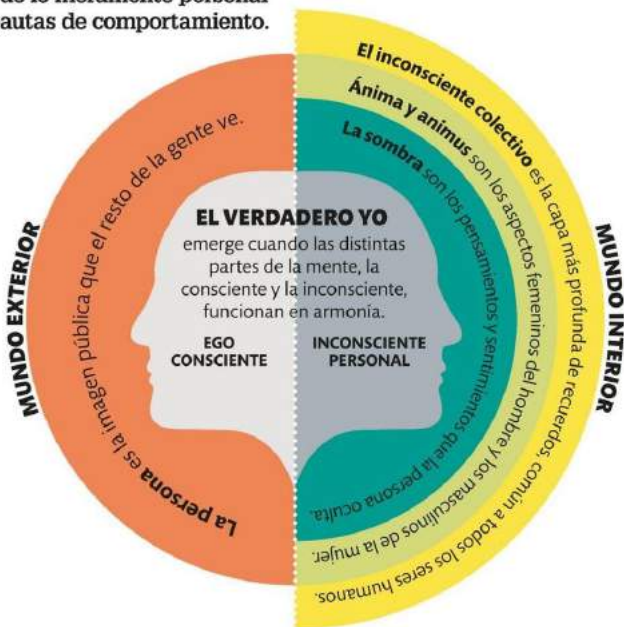 de lo meramente personal
autas de comportamiento.
MUNDO EXTERIOR
La persona es la imagen pública que el resto de la gente ve.
EL VERDADERO YO
emerge cuando las distintas
partes de la mente, la
consciente y la inconsciente,
funcionan en armonía.
EGO
CONSCIENTE
INCONSCIENTE
PERSONAL
La sombra son los pensamientos y sentimientos que la persona oculta.
Ánima y animus son los aspectos femeninos del hombre y los masculinos de la mujer.
El inconsciente colectivo es la capa más profunda de recuerdos, común a todos los seres humanos.
MUNDO INTERIOR